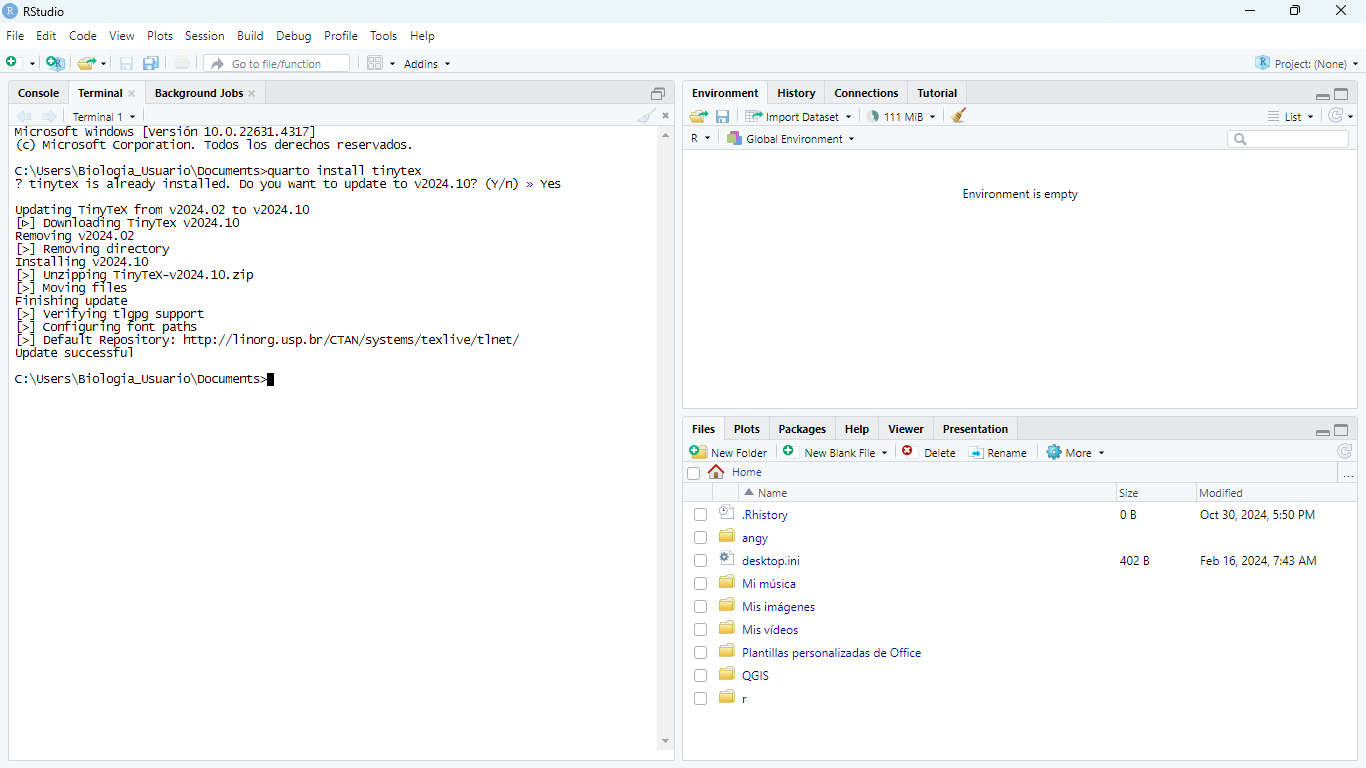 RStudio
File Edit Code View Plots Session Build Debug Profile Tools Help
Go to file/function Addins Project: (None)
Console Terminal Background Jobs
Terminal 1
Microsoft Windows [Versión 10.0.22631.4317]
(c) Microsoft Corporation. Todos los derechos reservados.
C:\Users\Biologia_Usuario\Documents>quarto install tinytex
? tinytex is already installed. Do you want to update to v2024.10? (Y/n) » Yes
Updating TinyTeX from v2024.02 to v2024.10
[>] Downloading TinyTex v2024.10
Removing v2024.02
[>] Removing directory
Installing v2024.10
[>] Unzipping TinyTeX-v2024.10.zip
[>] Moving files
Finishing update
[>] Verifying tlgpg support
[>] Configuring font paths
[>] Default Repository: http://linorg.usp.br/CTAN/systems/texlive/tlnet/
Update successful
C:\Users\Biologia_Usuario\Documents>
Environment History Connections Tutorial
Import Dataset 111 MiB List
R Global Environment
Environment is empty
Files Plots Packages Help Viewer Presentation
New Folder New Blank File Delete Rename More
Home ...
Name Size Modified
.Rhistory 0 B Oct 30, 2024, 5:50 PM
angy
desktop.ini 402 B Feb 16, 2024, 7:43 AM
Mi música
Mis imágenes
Mis vídeos
Plantillas personalizadas de Office
QGIS
r